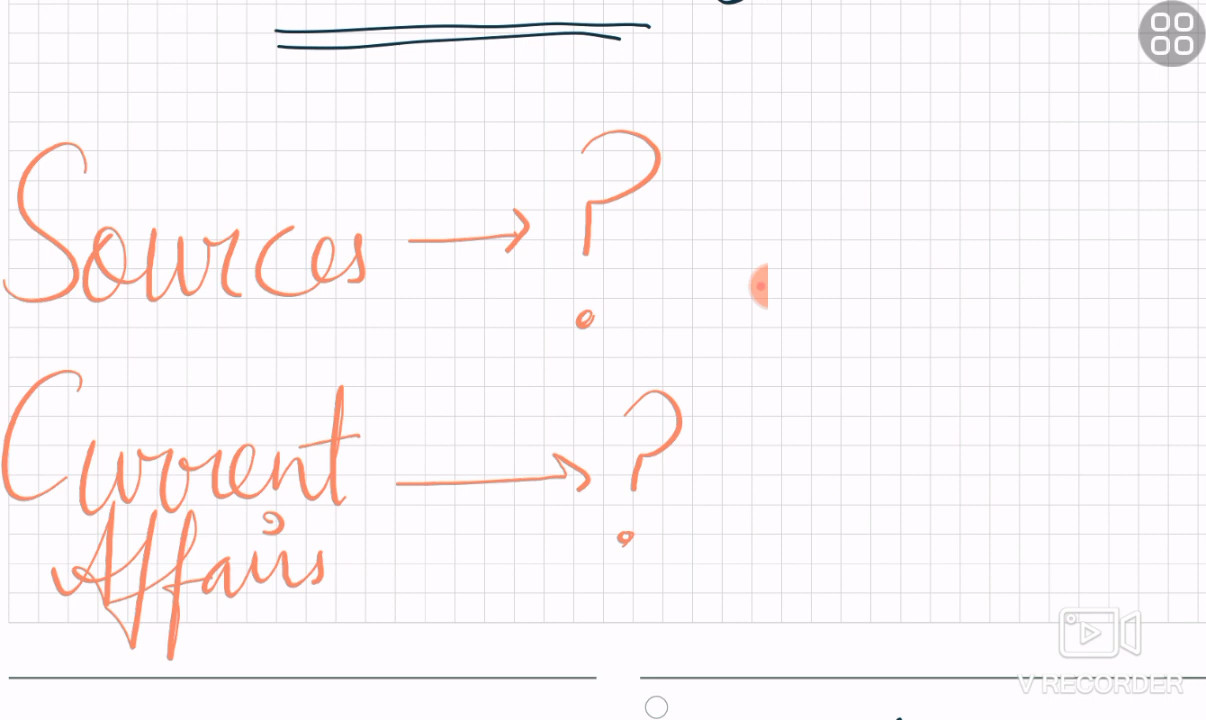 Sources → ?
Current → ?
Affairs
V RECORDER